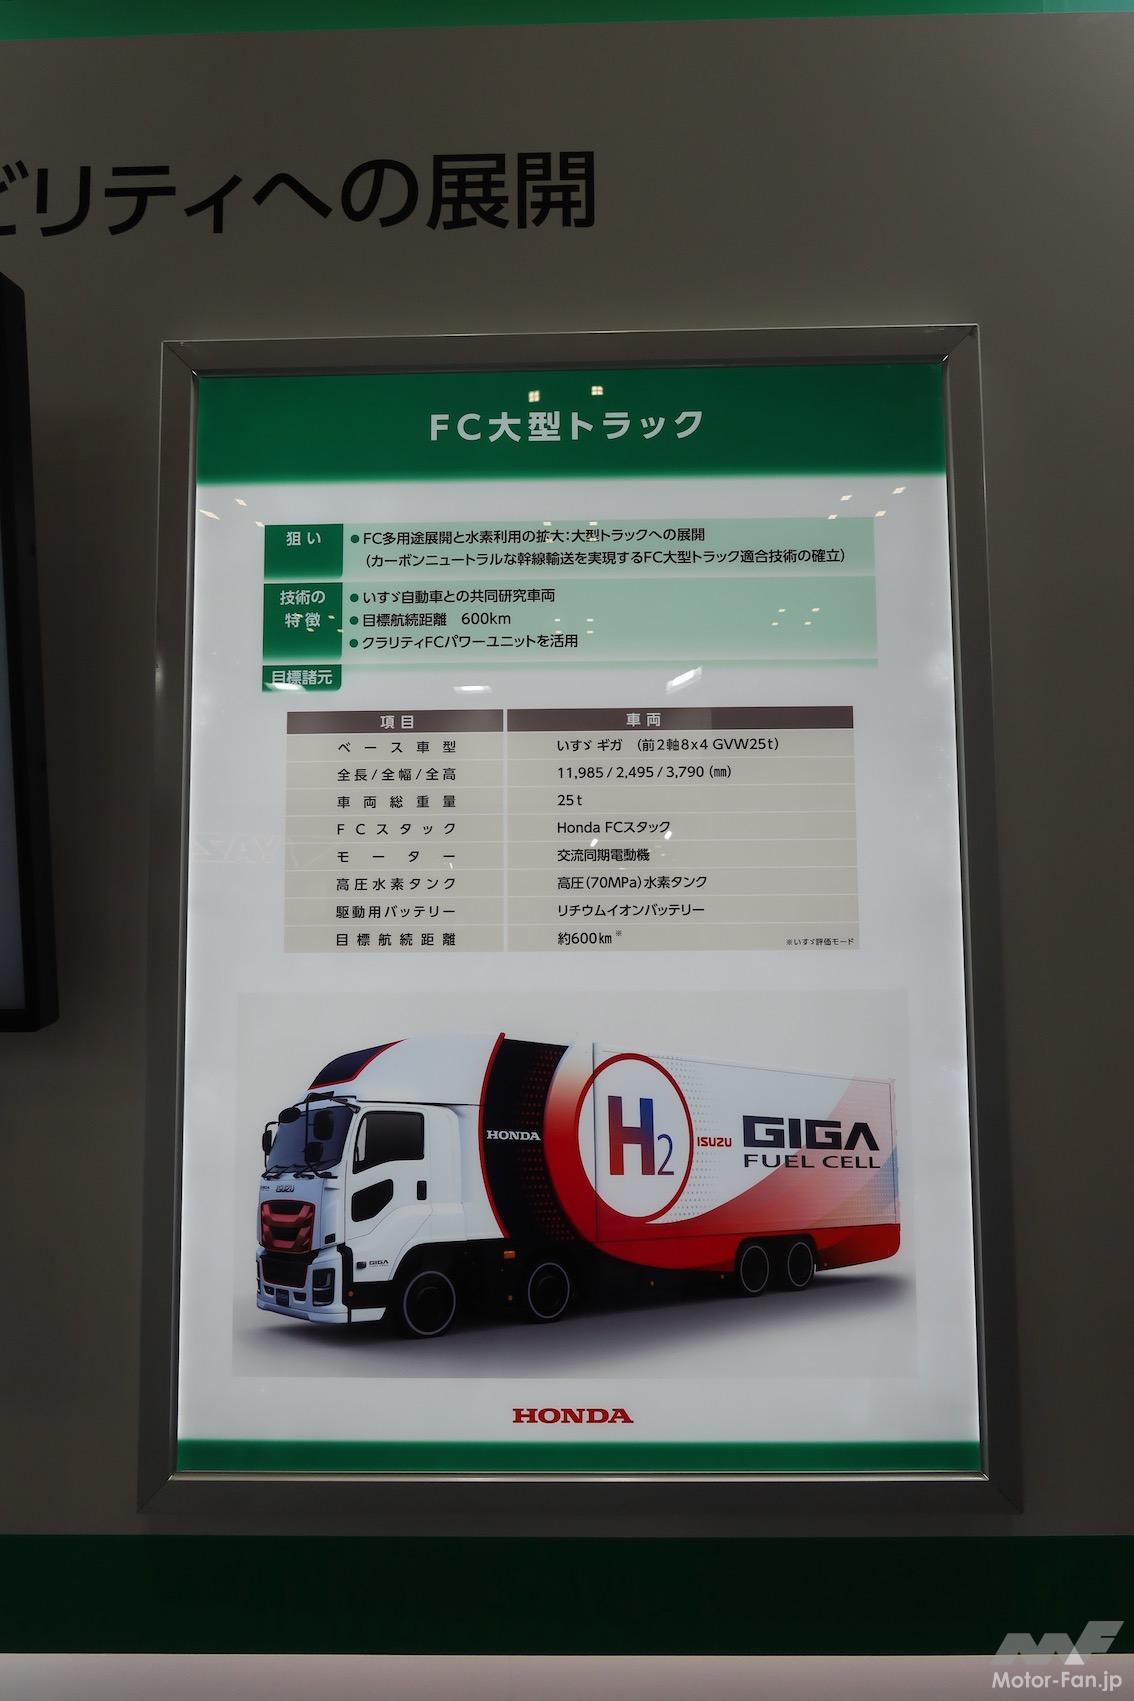 ビリティへの展開
FC大型トラック
狙い
●FC多用途展開と水素利用の拡大：大型トラックへの展開
（カーボンニュートラルな幹線輸送を実現するFC大型トラック適合技術の確立）
技術の
特徴
●いすゞ自動車との共同研究車両
●目標航続距離 600km
●クラリティFCパワーユニットを活用
目標諸元
項目 車両
ベース車型 いすゞ ギガ （前2軸8x4 GVW25t）
全長/全幅/全高 11,985 / 2,495 / 3,790 (㎜)
車両総重量 25t
FCスタック Honda FCスタック
モーター 交流同期電動機
高圧水素タンク 高圧（70MPa）水素タンク
駆動用バッテリー リチウムイオンバッテリー
目標航続距離 約600㎞※
※いすゞ評価モード
HONDA
H2
ISUZU
GIGA
FUEL CELL
ISUZU
GIGA
HONDA
MF
Motor-Fan.jp